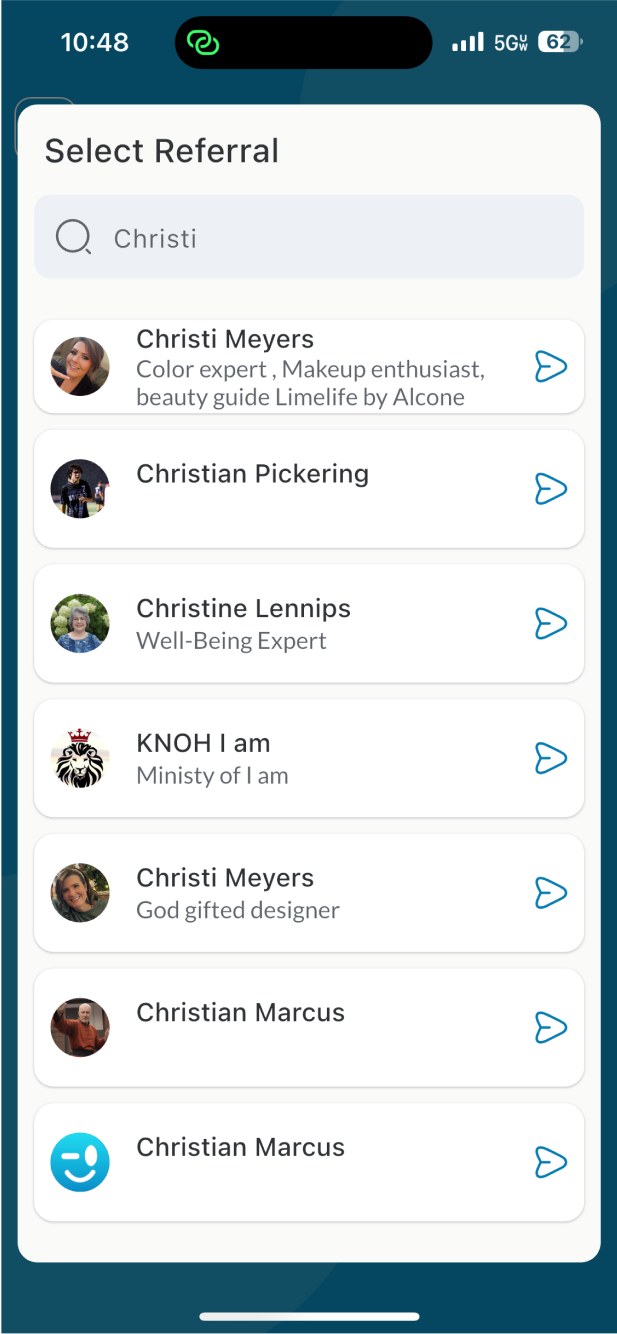 10:48
5GUW
62
Select Referral
Christi
Christi Meyers
Color expert , Makeup enthusiast,
beauty guide Limelife by Alcone
Christian Pickering
Christine Lennips
Well-Being Expert
KNOH I am
Ministy of I am
Christi Meyers
God gifted designer
Christian Marcus
Christian Marcus